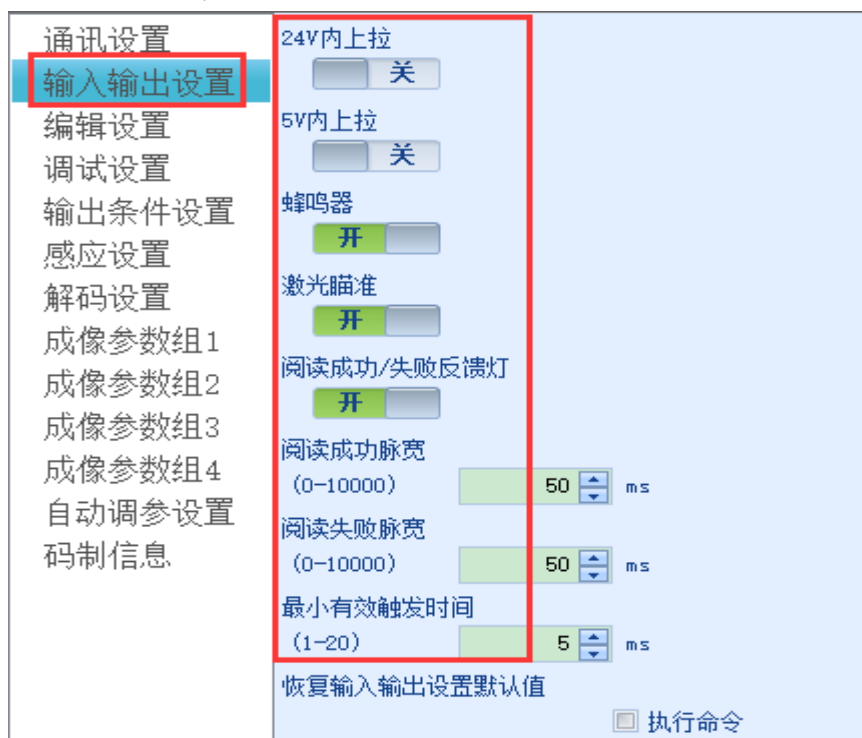 通讯设置
输入输出设置
编辑设置
调试设置
输出条件设置
感应设置
解码设置
成像参数组1
成像参数组2
成像参数组3
成像参数组4
自动调参设置
码制信息
24V内上拉
关
5V内上拉
关
蜂鸣器
开
激光瞄准
开
阅读成功/失败反馈灯
开
阅读成功脉宽
(0-10000) 50 ms
阅读失败脉宽
(0-10000) 50 ms
最小有效触发时间
(1-20) 5 ms
恢复输入输出设置默认值
执行命令